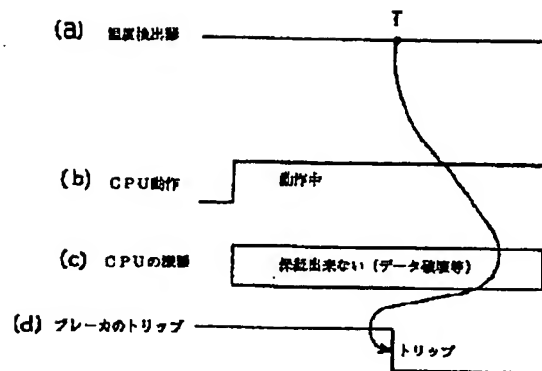 T
(a) 温度検出器
(b) CPU動作 動作中
(c) CPUの保証 保証出来ない(データ破壊等)
(d) ブレーカのトリップ トリップ